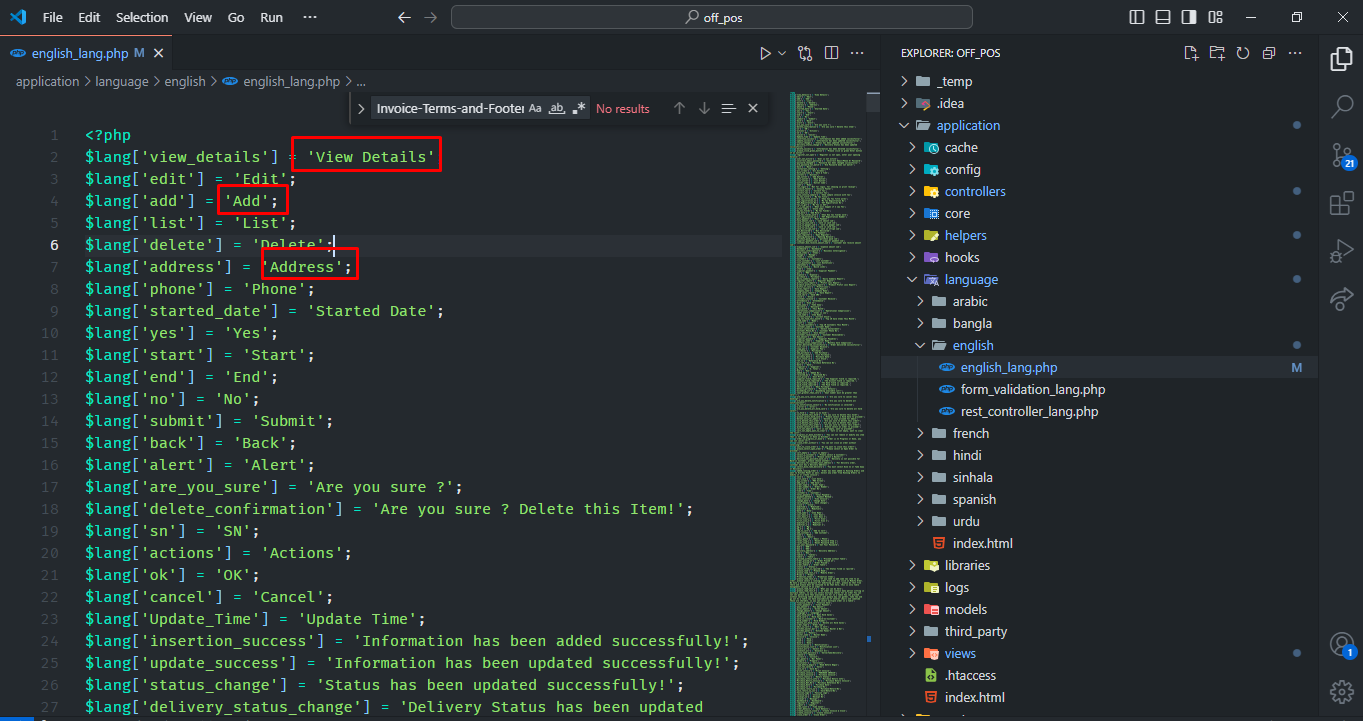 File Edit Selection View Go Run ··· off_pos
english_lang.php M
application > language > english > english_lang.php > ...
Invoice-Terms-and-Footer Aa ab .* No results
1 <?php
2 $lang['view_details'] = 'View Details'
3 $lang['edit'] = 'Edit';
4 $lang['add'] = 'Add';
5 $lang['list'] = 'List';
6 $lang['delete'] = 'Delete';
7 $lang['address'] = 'Address';
8 $lang['phone'] = 'Phone';
9 $lang['started_date'] = 'Started Date';
10 $lang['yes'] = 'Yes';
11 $lang['start'] = 'Start';
12 $lang['end'] = 'End';
13 $lang['no'] = 'No';
14 $lang['submit'] = 'Submit';
15 $lang['back'] = 'Back';
16 $lang['alert'] = 'Alert';
17 $lang['are_you_sure'] = 'Are you sure ?';
18 $lang['delete_confirmation'] = 'Are you sure ? Delete this Item!';
19 $lang['sn'] = 'SN';
20 $lang['actions'] = 'Actions';
21 $lang['ok'] = 'OK';
22 $lang['cancel'] = 'Cancel';
23 $lang['Update_Time'] = 'Update Time';
24 $lang['insertion_success'] = 'Information has been added successfully!';
25 $lang['update_success'] = 'Information has been updated successfully!';
26 $lang['status_change'] = 'Status has been updated successfully!';
27 $lang['delivery_status_change'] = 'Delivery Status has been updated
EXPLORER: OFF_POS
_temp
.idea
application
cache
config
controllers
core
helpers
hooks
language
arabic
bangla
english
english_lang.php M
form_validation_lang.php
rest_controller_lang.php
french
hindi
sinhala
spanish
urdu
index.html
libraries
logs
models
third_party
views
.htaccess
index.html
21
1